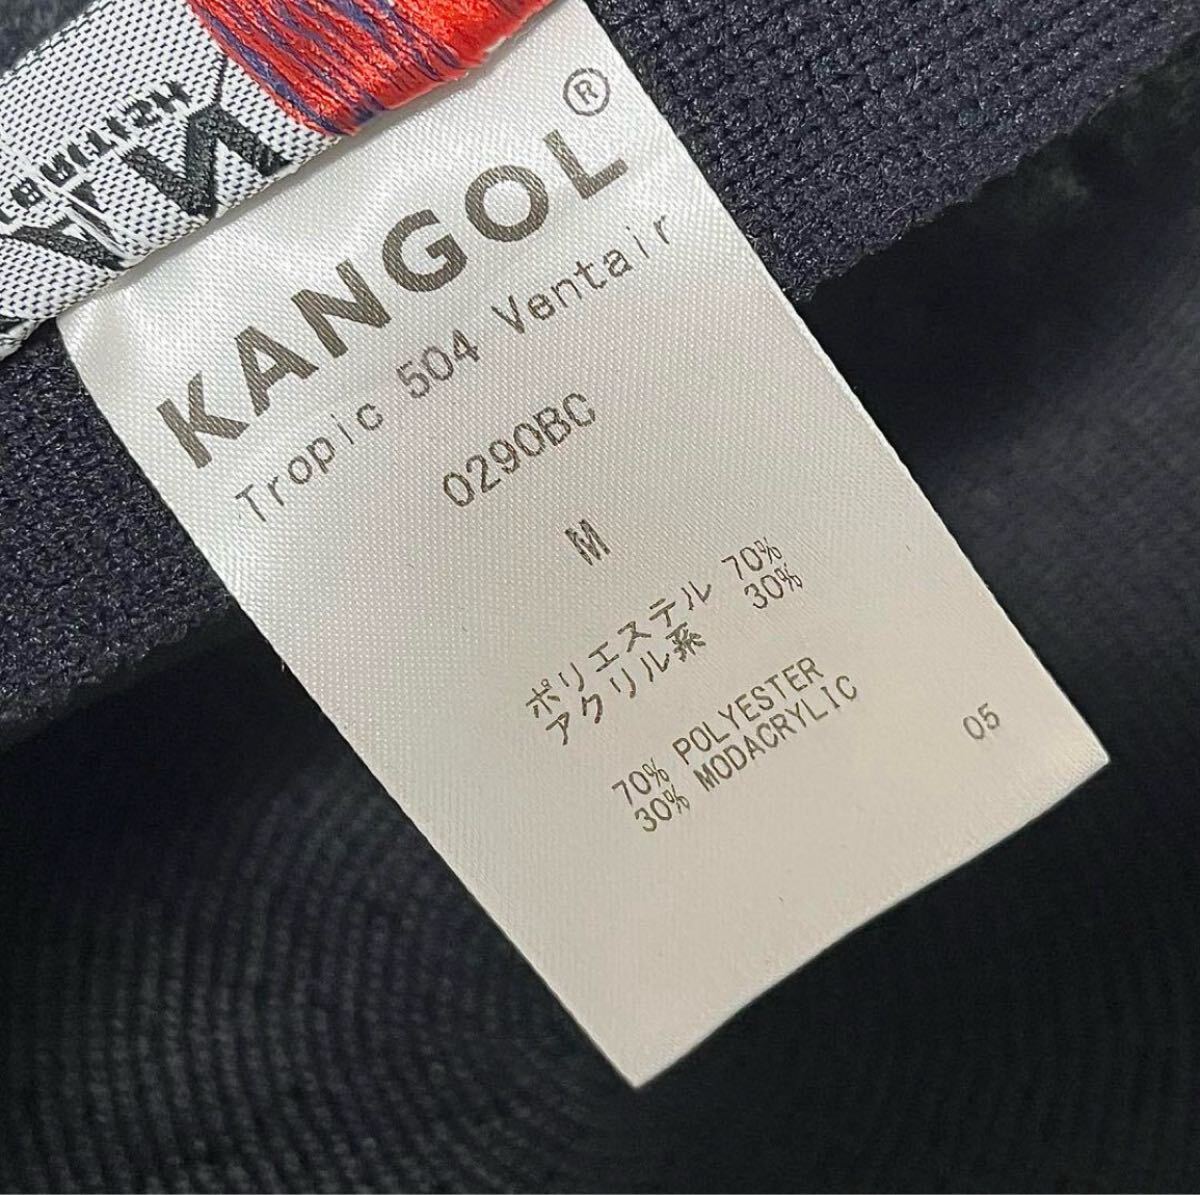 KANGOL®
Tropic 504 Ventair
0290BC
M
ポリエステル 70%
アクリル系 30%
70% POLYESTER
30% MODACRYLIC
05